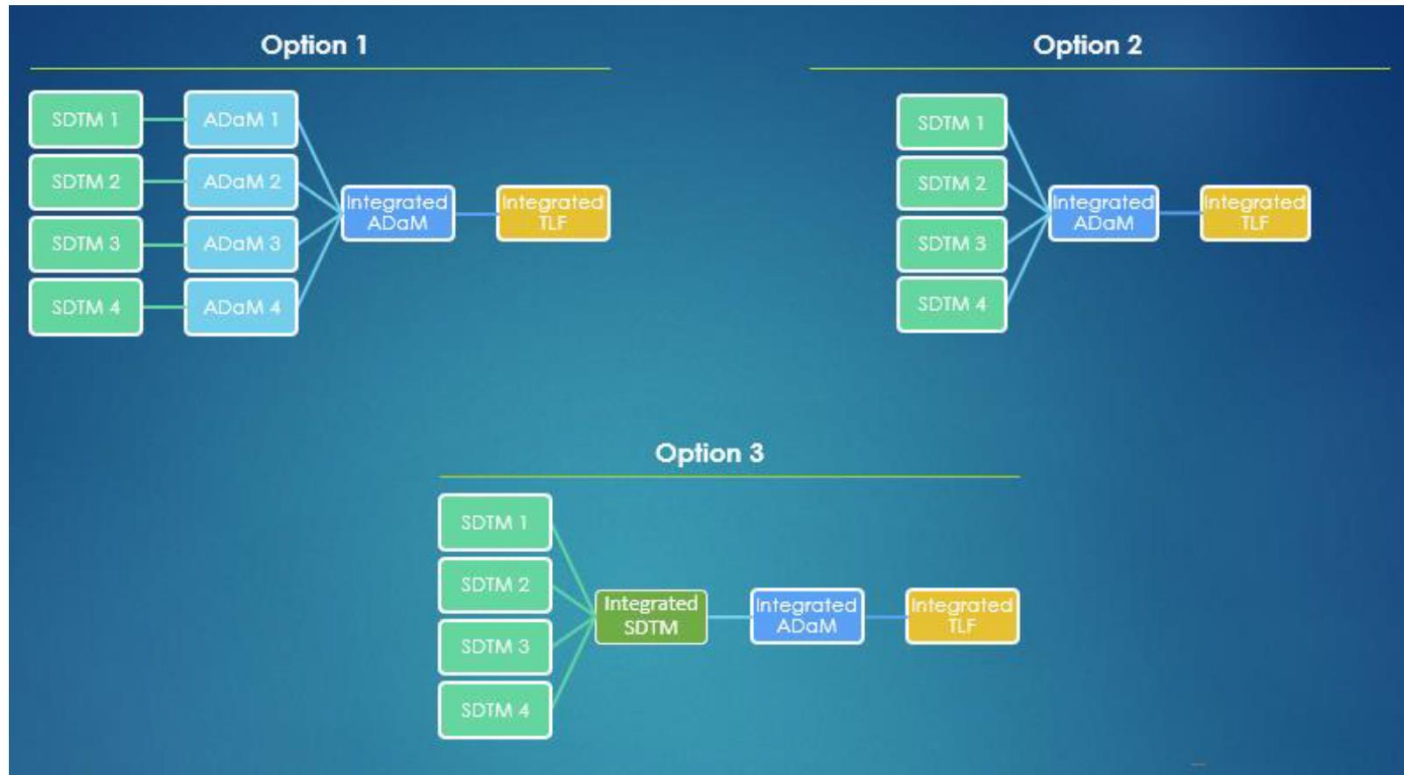 Option 1
SDTM 1
ADaM 1
SDTM 2
ADaM 2
SDTM 3
ADaM 3
SDTM 4
ADaM 4
Integrated
ADaM
Integrated
TLF
Option 2
SDTM 1
SDTM 2
SDTM 3
SDTM 4
Integrated
ADaM
Integrated
TLF
Option 3
SDTM 1
SDTM 2
SDTM 3
SDTM 4
Integrated
SDTM
Integrated
ADaM
Integrated
TLF